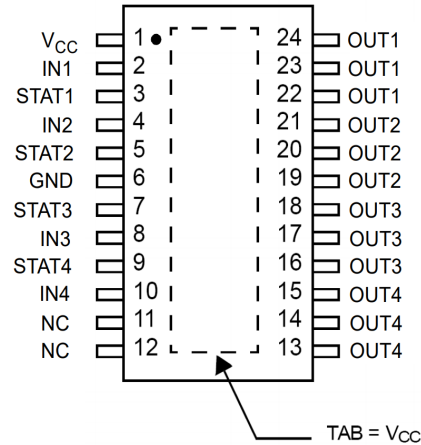 VCC 1 24 OUT1
IN1 2 23 OUT1
STAT1 3 22 OUT1
IN2 4 21 OUT2
STAT2 5 20 OUT2
GND 6 19 OUT2
STAT3 7 18 OUT3
IN3 8 17 OUT3
STAT4 9 16 OUT3
IN4 10 15 OUT4
NC 11 14 OUT4
NC 12 13 OUT4
TAB = VCC